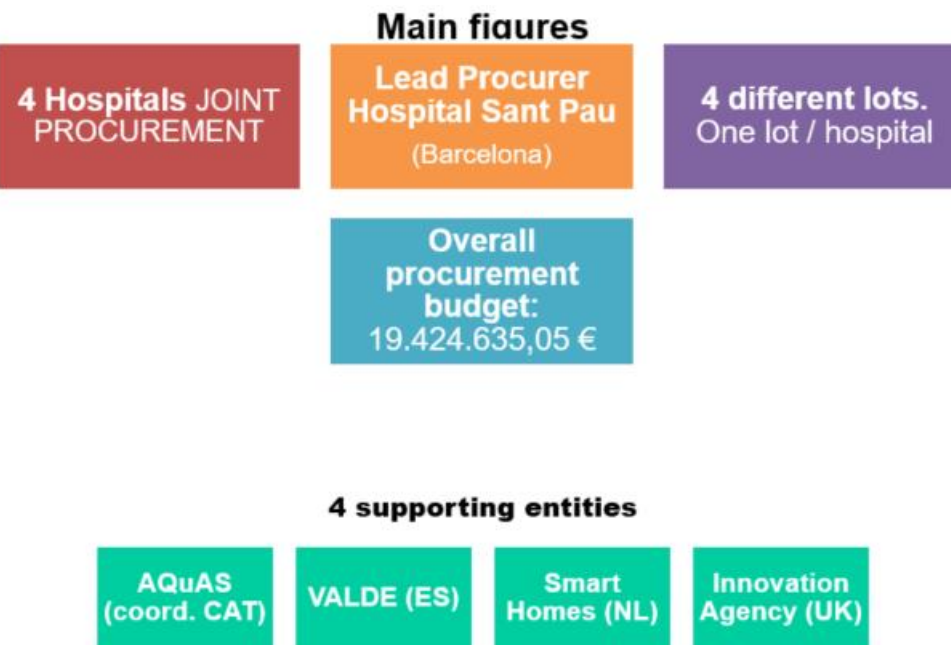 Main figures
4 Hospitals JOINT
PROCUREMENT
Lead Procurer
Hospital Sant Pau
(Barcelona)
4 different lots.
One lot / hospital
Overall
procurement
budget:
19.424.635,05 €
4 supporting entities
AQuAS
(coord. CAT)
VALDE (ES)
Smart
Homes (NL)
Innovation
Agency (UK)